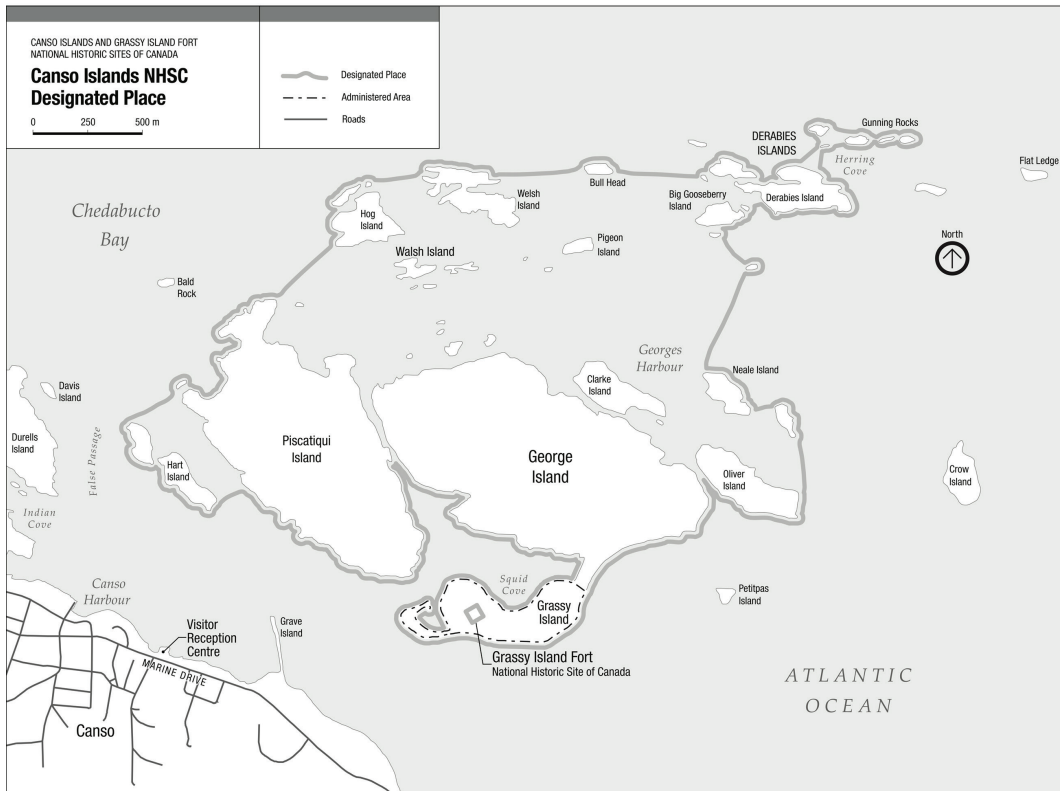 CANSO ISLANDS AND GRASSY ISLAND FORT
NATIONAL HISTORIC SITES OF CANADA
Canso Islands NHSC
Designated Place
0 250 500 m
Designated Place
Administered Area
Roads
Gunning Rocks
DERABIES
ISLANDS
Herring
Cove
Flat Ledge
Bull Head
Welsh
Island
Big Gooseberry
Island
Derabies Island
Chedabucto
Bay
Hog
Island
North
Pigeon
Island
Walsh Island
Bald
Rock
Georges
Harbour
Neale Island
Clarke
Island
Davis
Island
Durells
Island
False Passage
Piscatiqui
Island
George
Island
Hart
Island
Oliver
Island
Crow
Island
Indian
Cove
Canso
Harbour
Squid
Cove
Petitpas
Island
Grassy
Island
Visitor
Reception
Centre
Grave
Island
MARINE DRIVE
Grassy Island Fort
National Historic Site of Canada
ATLANTIC
OCEAN
Canso